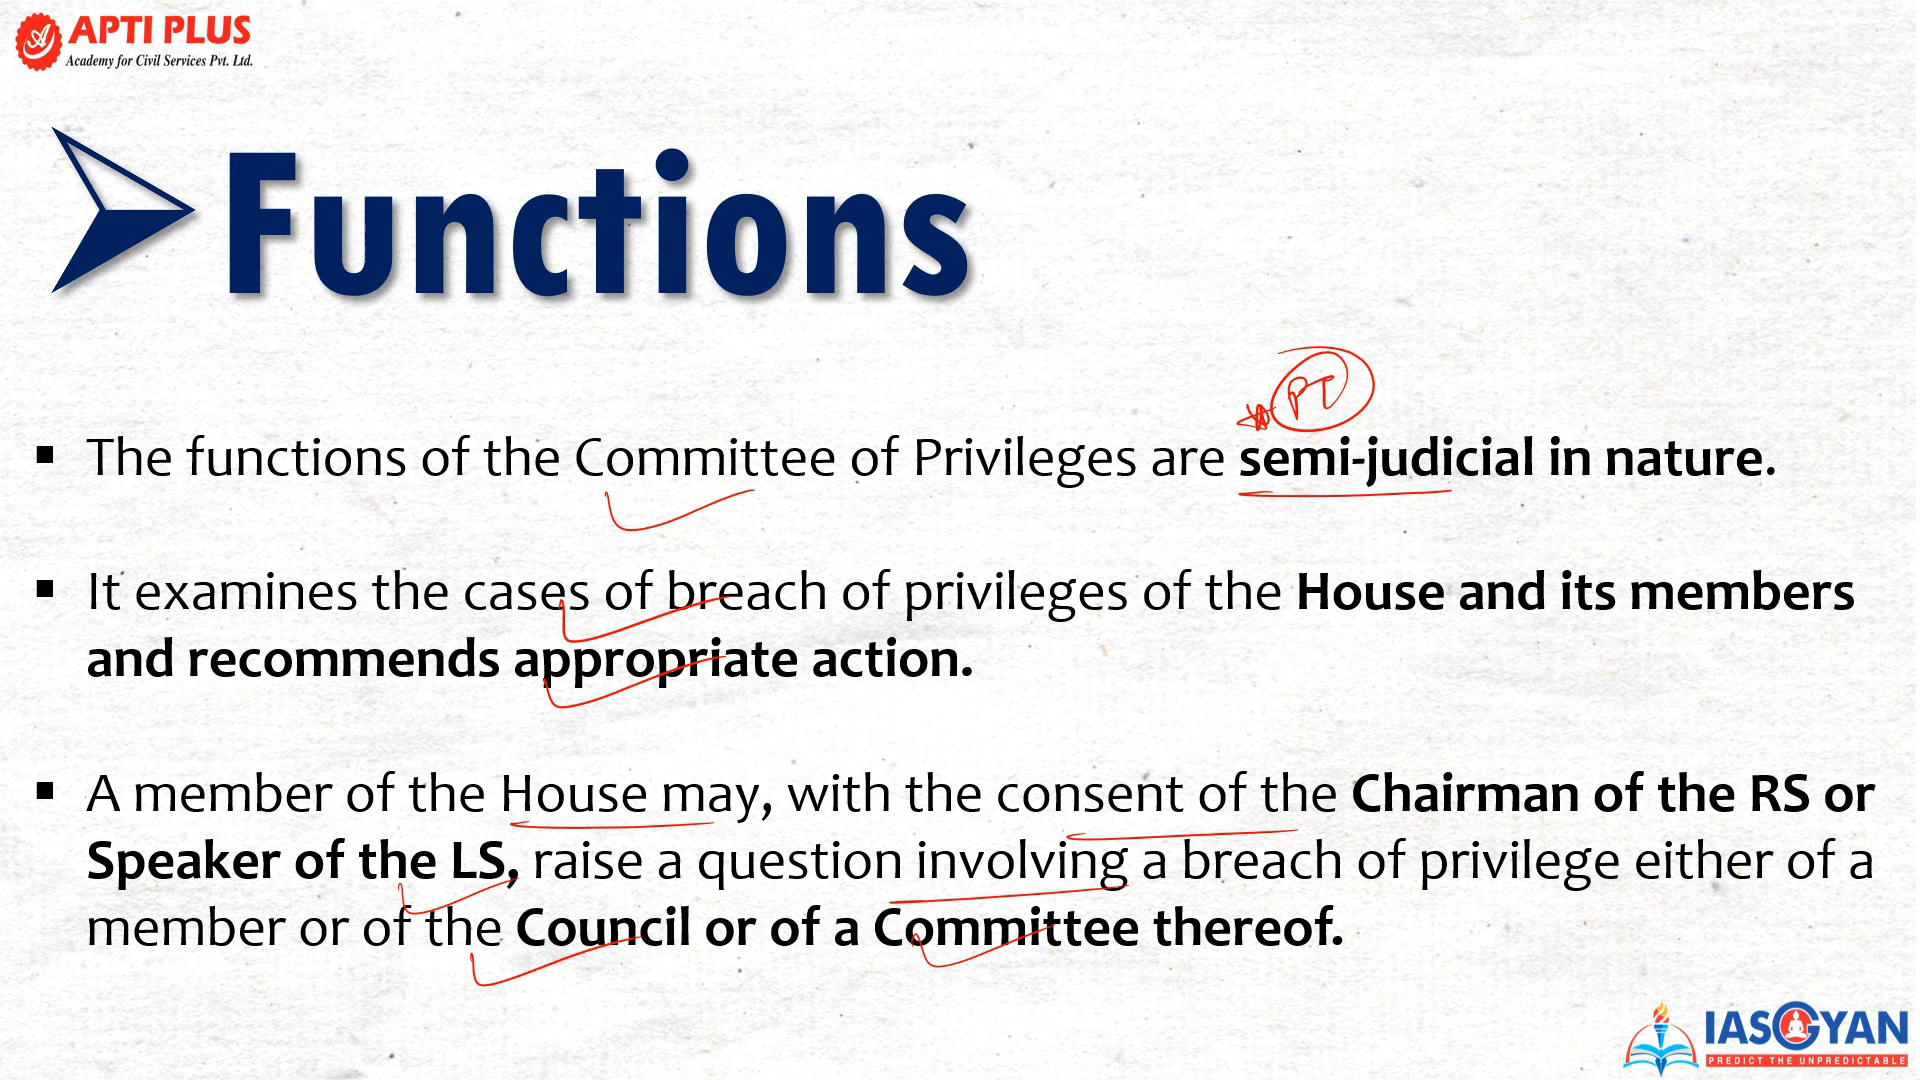 APTI PLUS
Academy for Civil Services Pvt. Ltd.
Functions
PT
▪ The functions of the Committee of Privileges are semi-judicial in nature.
▪ It examines the cases of breach of privileges of the House and its members
and recommends appropriate action.
▪ A member of the House may, with the consent of the Chairman of the RS or
Speaker of the LS, raise a question involving a breach of privilege either of a
member or of the Council or of a Committee thereof.
IASGYAN
PREDICT THE UNPREDICTABLE